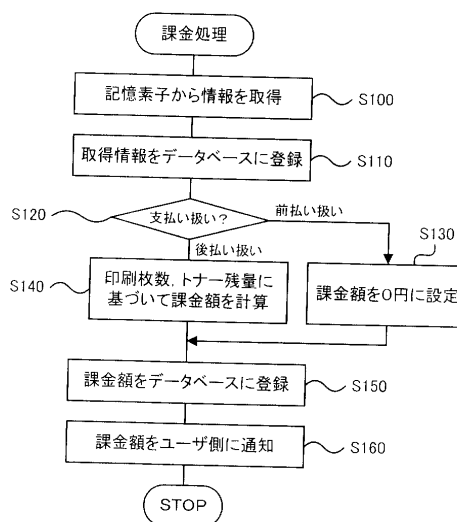 課金処理
記憶素子から情報を取得
S100
取得情報をデータベースに登録
S110
S120
支払い扱い?
前払い扱い
後払い扱い
S130
S140
印刷枚数,トナー残量に
基づいて課金額を計算
課金額を0円に設定
課金額をデータベースに登録
S150
課金額をユーザ側に通知
S160
STOP